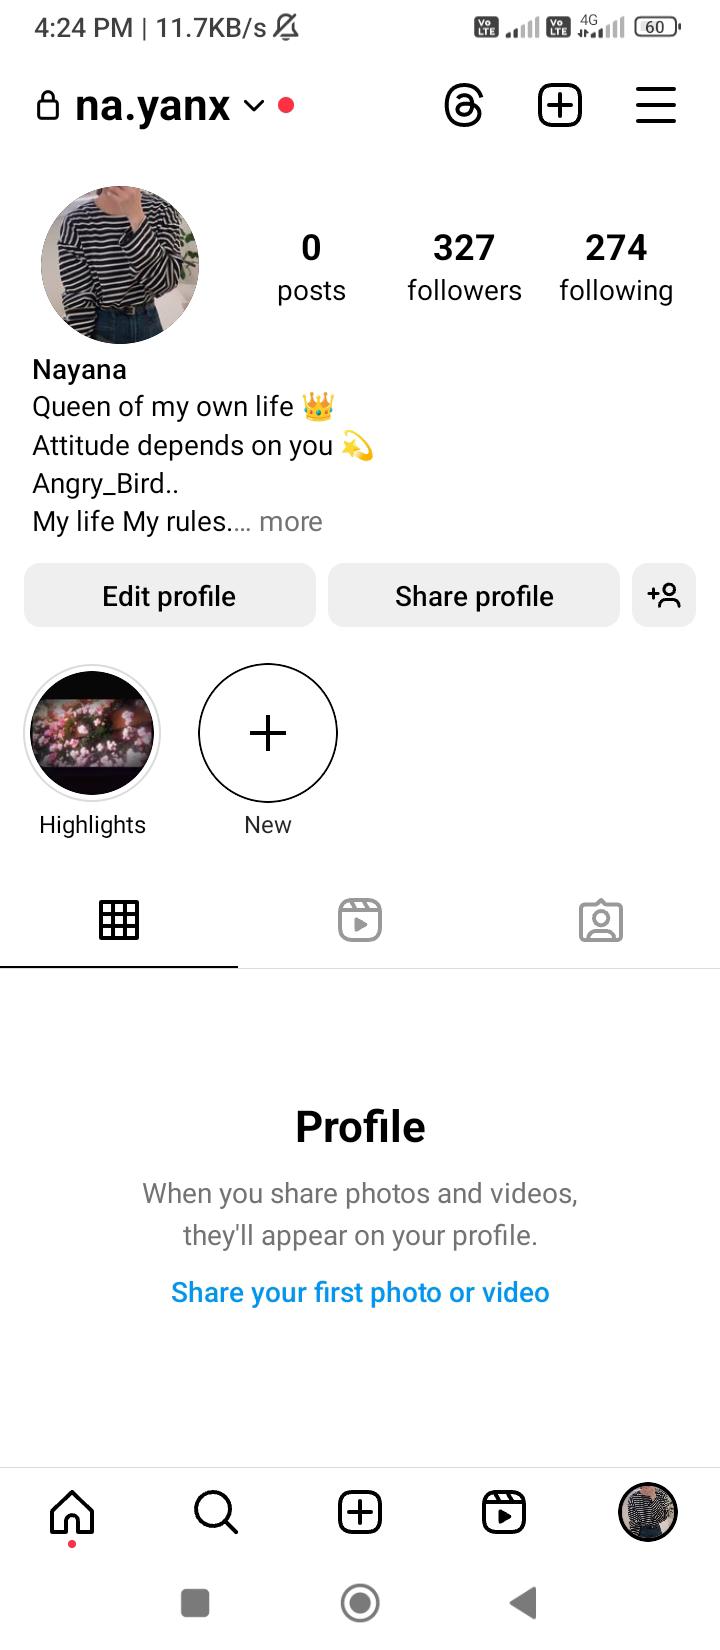 4:24 PM | 11.7KB/s Vo LTE Vo LTE 4G 60
na.yanx
0 327 274
posts followers following
Nayana
Queen of my own life 👑
Attitude depends on you 💫
Angry_Bird..
My life My rules.... more
Edit profile Share profile
Highlights New
Profile
When you share photos and videos,
they'll appear on your profile.
Share your first photo or video